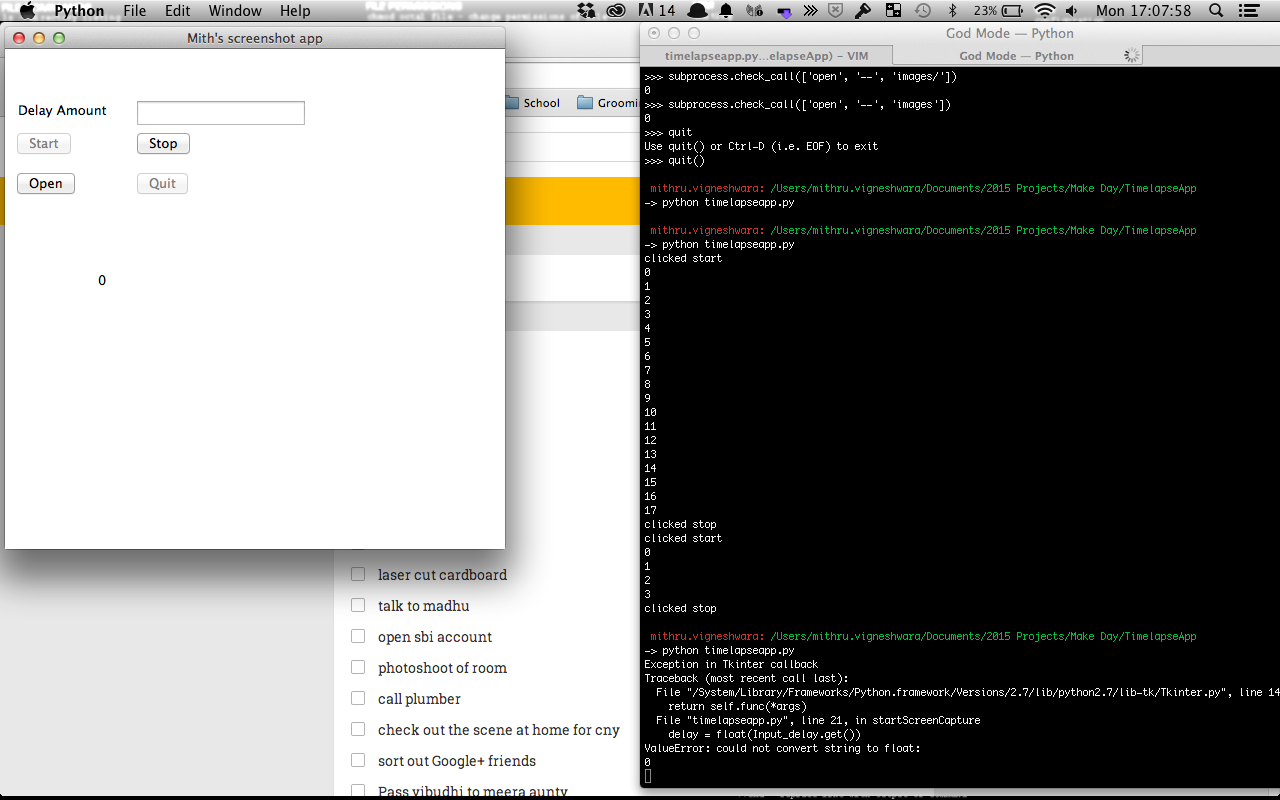 Python File Edit Window Help 14 23% Mon 17:07:58
Mith's screenshot app
Delay Amount
Start Stop
Open Quit
0
School Groomin
laser cut cardboard
talk to madhu
open sbi account
photoshoot of room
call plumber
check out the scene at home for cny
sort out Google+ friends
Pass vibudhi to meera aunty
God Mode — Python
timelapseapp.py...elapseApp) – VIM God Mode — Python
>>> subprocess.check_call(['open', '--', 'images/'])
0
>>> subprocess.check_call(['open', '--', 'images'])
0
>>> quit
Use quit() or Ctrl-D (i.e. EOF) to exit
>>> quit()
mithru.vigneshwara: /Users/mithru.vigneshwara/Documents/2015 Projects/Make Day/TimelapseApp
-> python timelapseapp.py
mithru.vigneshwara: /Users/mithru.vigneshwara/Documents/2015 Projects/Make Day/TimelapseApp
-> python timelapseapp.py
clicked start
0
1
2
3
4
5
6
7
8
9
10
11
12
13
14
15
16
17
clicked stop
clicked start
0
1
2
3
clicked stop
mithru.vigneshwara: /Users/mithru.vigneshwara/Documents/2015 Projects/Make Day/TimelapseApp
-> python timelapseapp.py
Exception in Tkinter callback
Traceback (most recent call last):
File "/System/Library/Frameworks/Python.framework/Versions/2.7/lib/python2.7/lib-tk/Tkinter.py", line 14
return self.func(*args)
File "timelapseapp.py", line 21, in startScreenCapture
delay = float(Input_delay.get())
ValueError: could not convert string to float:
0